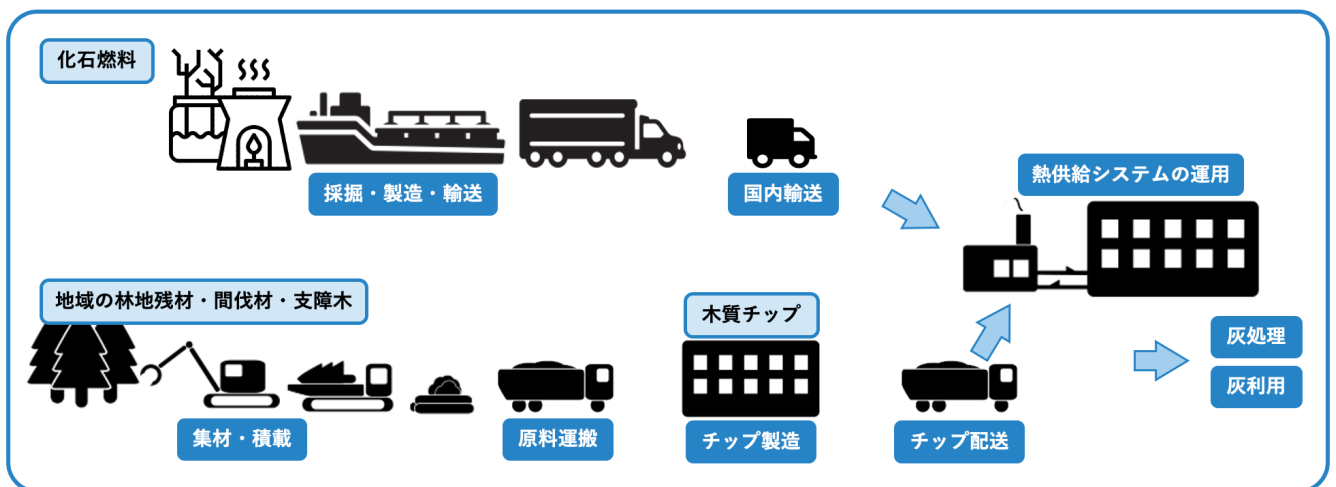 化石燃料
採掘・製造・輸送
国内輸送
熱供給システムの運用
地域の林地残材・間伐材・支障木
木質チップ
集材・積載
原料運搬
チップ製造
チップ配送
灰処理
灰利用